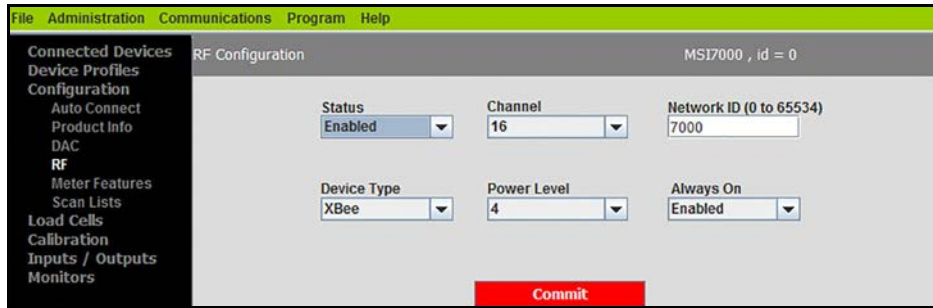 File Administration Communications Program Help
Connected Devices
Device Profiles
Configuration
Auto Connect
Product Info
DAC
RF
Meter Features
Scan Lists
Load Cells
Calibration
Inputs / Outputs
Monitors
RF Configuration MSI7000 , id = 0
Status Channel Network ID (0 to 65534)
Enabled 16 7000
Device Type Power Level Always On
XBee 4 Enabled
Commit